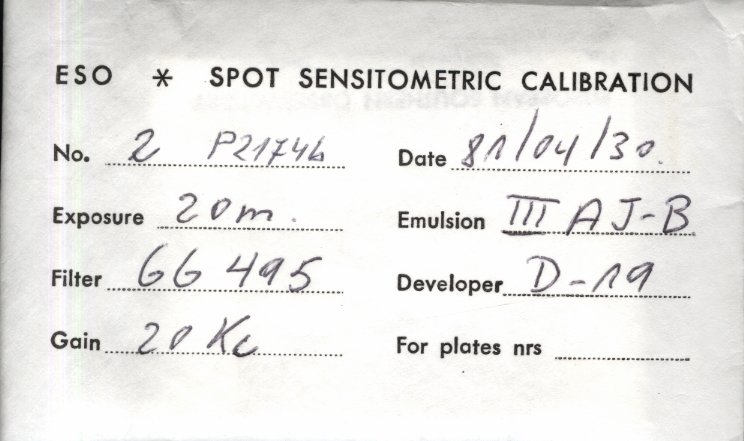 ESO * SPOT SENSITOMETRIC CALIBRATION
No. 2 P2174b Date 81/04/30.
Exposure 20m. Emulsion III AJ-B
Filter GG 495 Developer D-19
Gain 20 Kc For plates nrs